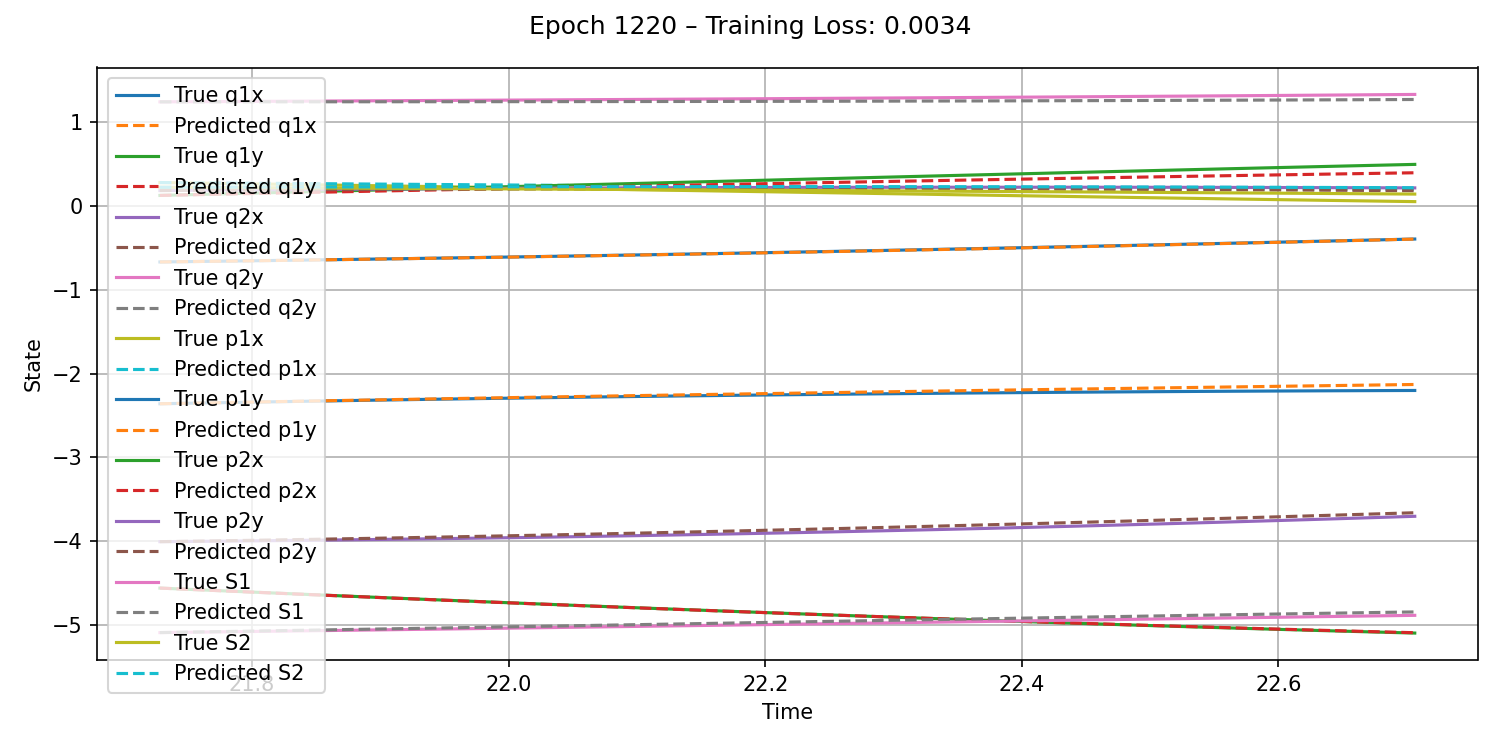 Epoch 1220 – Training Loss: 0.0034
True q1x
Predicted q1x
True q1y
Predicted q1y
True q2x
Predicted q2x
True q2y
Predicted q2y
True p1x
Predicted p1x
True p1y
Predicted p1y
True p2x
Predicted p2x
True p2y
Predicted p2y
True S1
Predicted S1
True S2
Predicted S2
1
0
−1
−2
−3
−4
−5
State
21.8 22.0 22.2 22.4 22.6
Time